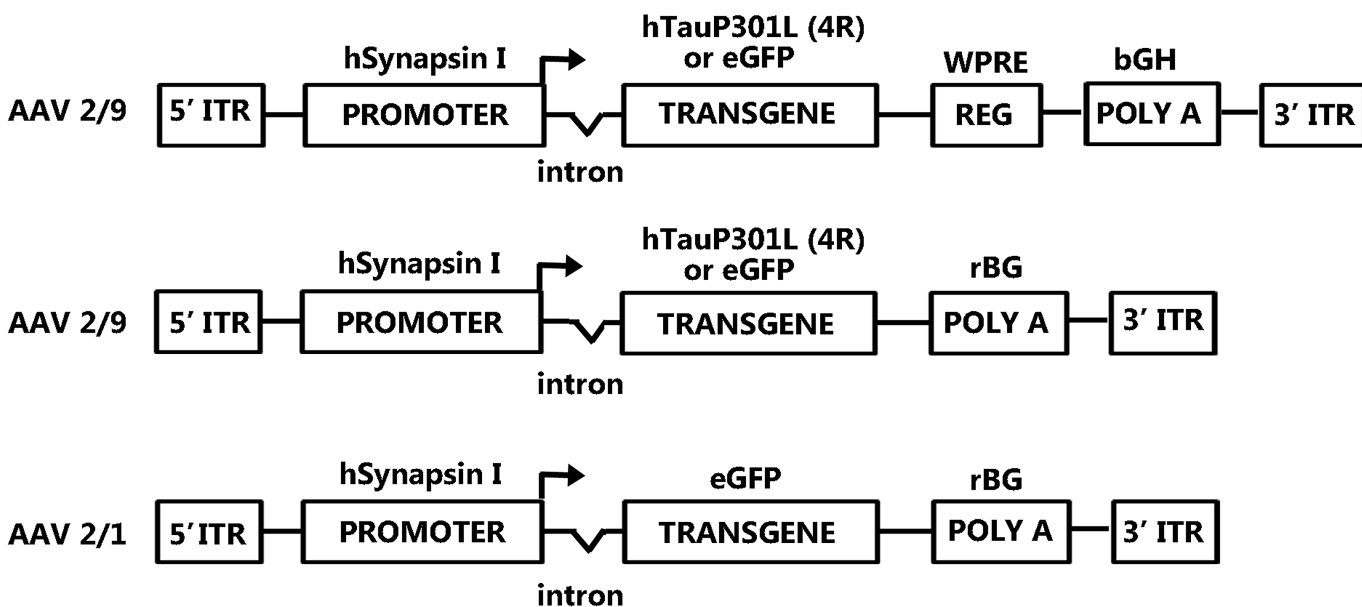 hTauP301L (4R)
hSynapsin I or eGFP WPRE bGH
AAV 2/9 5′ ITR PROMOTER TRANSGENE REG POLY A 3′ ITR
intron
hTauP301L (4R)
hSynapsin I or eGFP rBG
AAV 2/9 5′ ITR PROMOTER TRANSGENE POLY A 3′ ITR
intron
hSynapsin I eGFP rBG
AAV 2/1 5′ ITR PROMOTER TRANSGENE POLY A 3′ ITR
intron